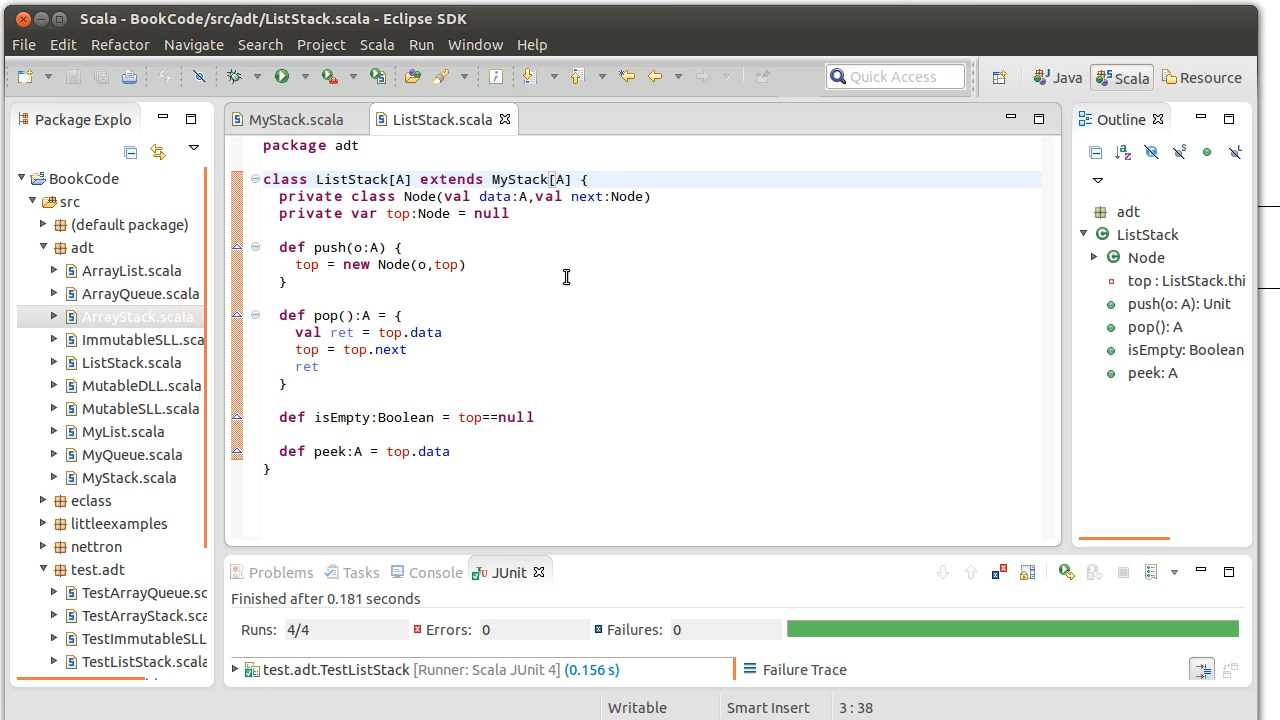 Scala - BookCode/src/adt/ListStack.scala - Eclipse SDK
File Edit Refactor Navigate Search Project Scala Run Window Help
Quick Access Java Scala Resource
Package Explo
BookCode
src
(default package)
adt
ArrayList.scala
ArrayQueue.scala
ArrayStack.scala
ImmutableSLL.sca
ListStack.scala
MutableDLL.scala
MutableSLL.scala
MyList.scala
MyQueue.scala
MyStack.scala
eclass
littleexamples
nettron
test.adt
TestArrayQueue.sc
TestArrayStack.sca
TestImmutableSLL
TestListStack.scala
MyStack.scala ListStack.scala
package adt
class ListStack[A] extends MyStack[A] {
private class Node(val data:A,val next:Node)
private var top:Node = null
def push(o:A) {
top = new Node(o,top)
}
def pop():A = {
val ret = top.data
top = top.next
ret
}
def isEmpty:Boolean = top==null
def peek:A = top.data
}
Outline
adt
ListStack
Node
top : ListStack.thi
push(o: A): Unit
pop(): A
isEmpty: Boolean
peek: A
Problems Tasks Console JUnit
Finished after 0.181 seconds
Runs: 4/4 Errors: 0 Failures: 0
test.adt.TestListStack [Runner: Scala JUnit 4] (0.156 s) Failure Trace
Writable Smart Insert 3 : 38